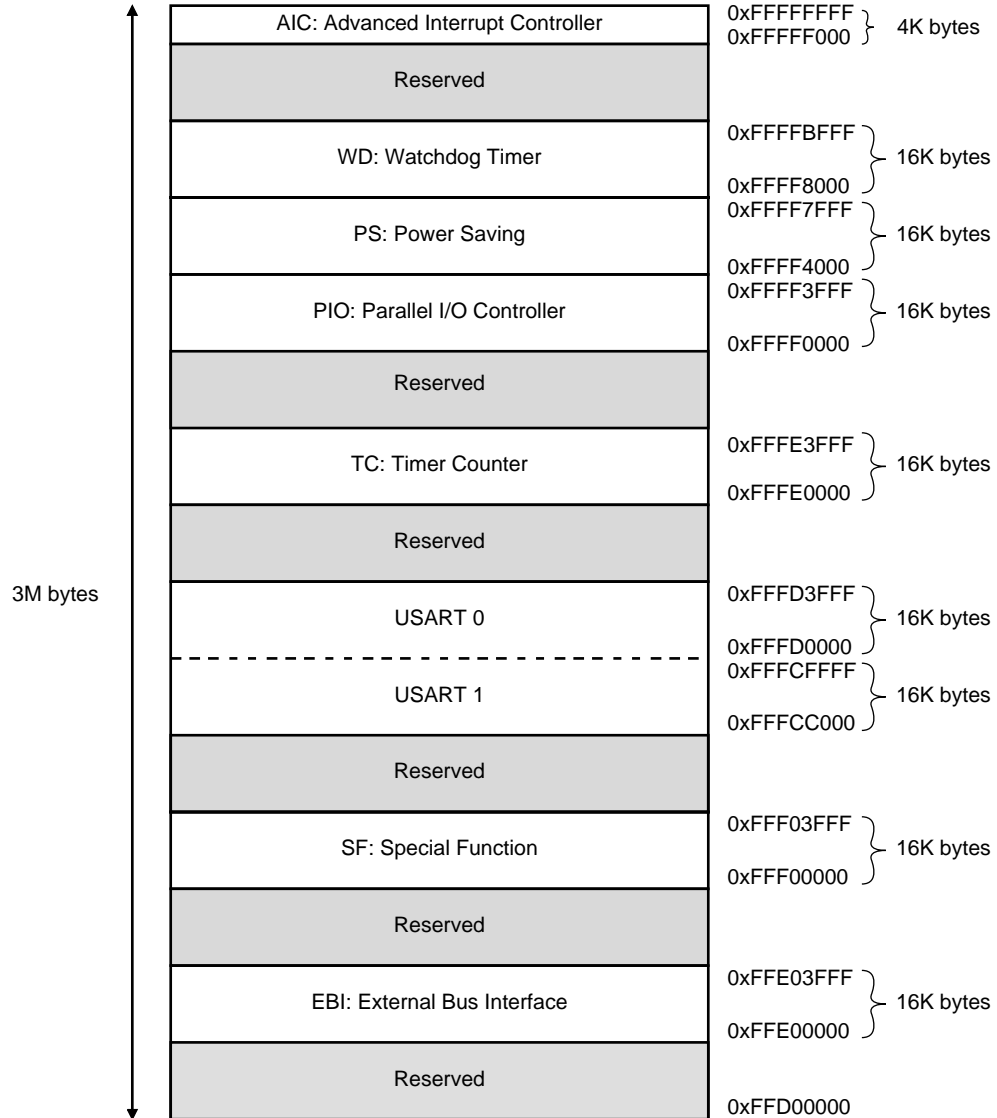 AIC: Advanced Interrupt Controller
0xFFFFFFFF
0xFFFFF000
4K bytes
Reserved
WD: Watchdog Timer
0xFFFFBFFF
0xFFFF8000
16K bytes
PS: Power Saving
0xFFFF7FFF
0xFFFF4000
16K bytes
PIO: Parallel I/O Controller
0xFFFF3FFF
0xFFFF0000
16K bytes
Reserved
TC: Timer Counter
0xFFFE3FFF
0xFFFE0000
16K bytes
Reserved
3M bytes
USART 0
0xFFFD3FFF
0xFFFD0000
16K bytes
USART 1
0xFFFCFFFF
0xFFFCC000
16K bytes
Reserved
SF: Special Function
0xFFF03FFF
0xFFF00000
16K bytes
Reserved
EBI: External Bus Interface
0xFFE03FFF
0xFFE00000
16K bytes
Reserved
0xFFD00000